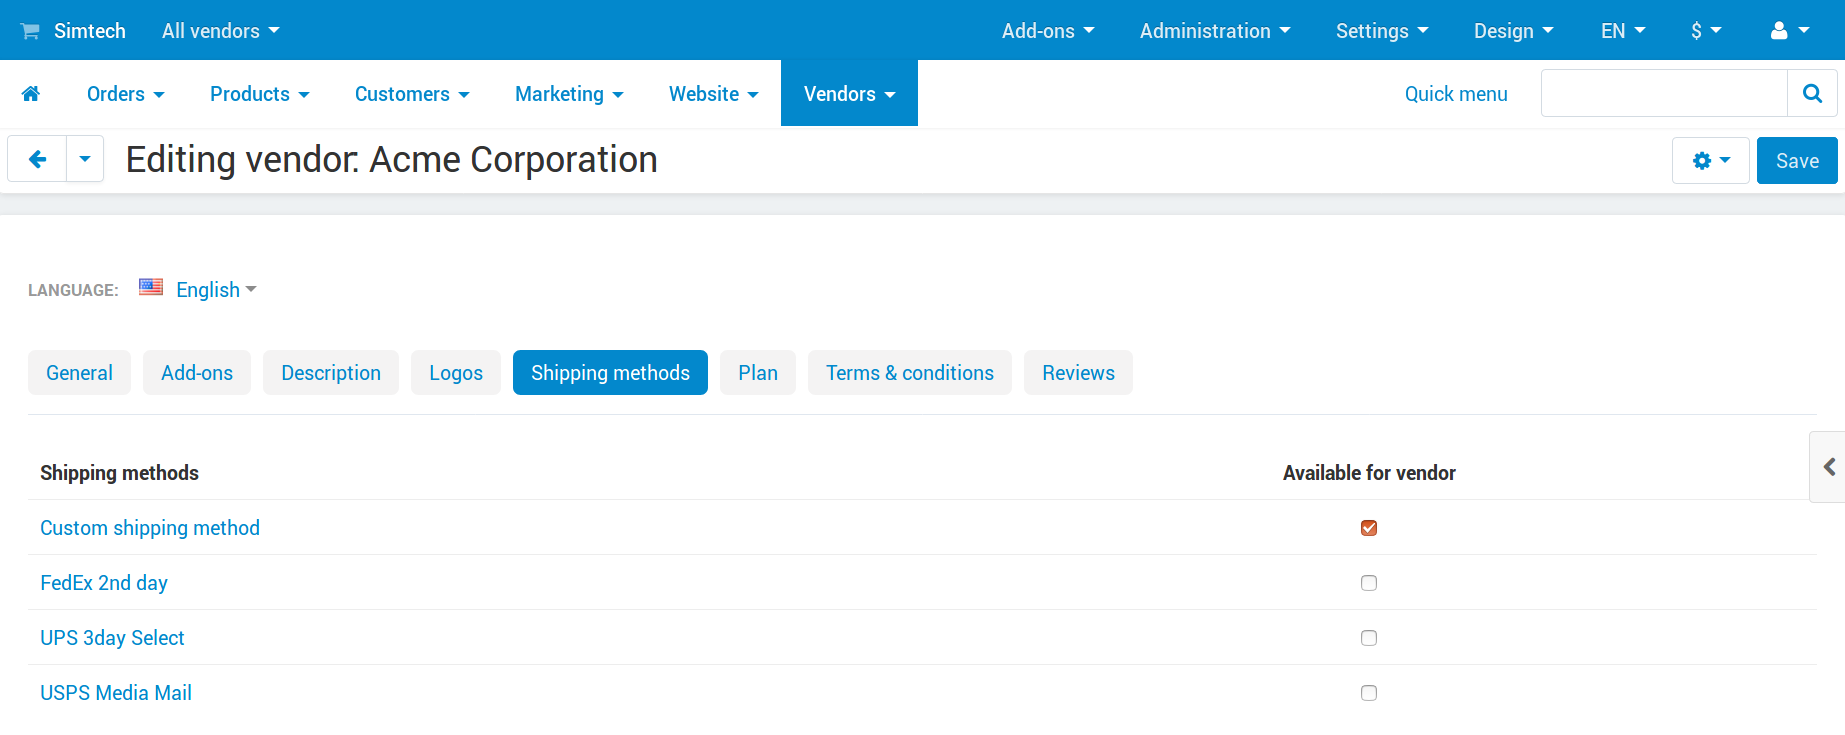 Simtech All vendors Add-ons Administration Settings Design EN $
Orders Products Customers Marketing Website Vendors Quick menu
Editing vendor: Acme Corporation Save
LANGUAGE: English
General Add-ons Description Logos Shipping methods Plan Terms & conditions Reviews
Shipping methods Available for vendor
Custom shipping method
FedEx 2nd day
UPS 3day Select
USPS Media Mail